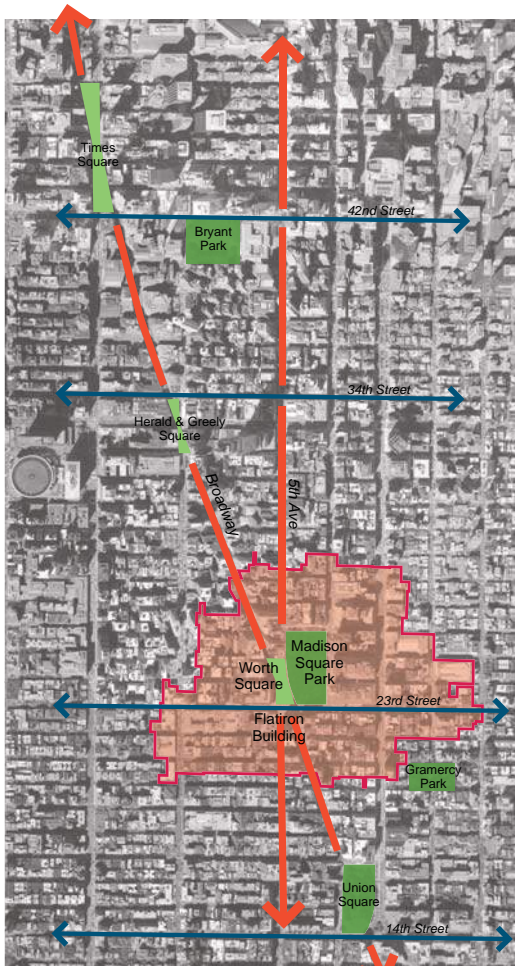 Times
Square
42nd Street
Bryant
Park
34th Street
Herald & Greely
Square
Broadway
5th Ave
Madison
Square
Park
Worth
Square
23rd Street
Flatiron
Building
Gramercy
Park
Union
Square
14th Street